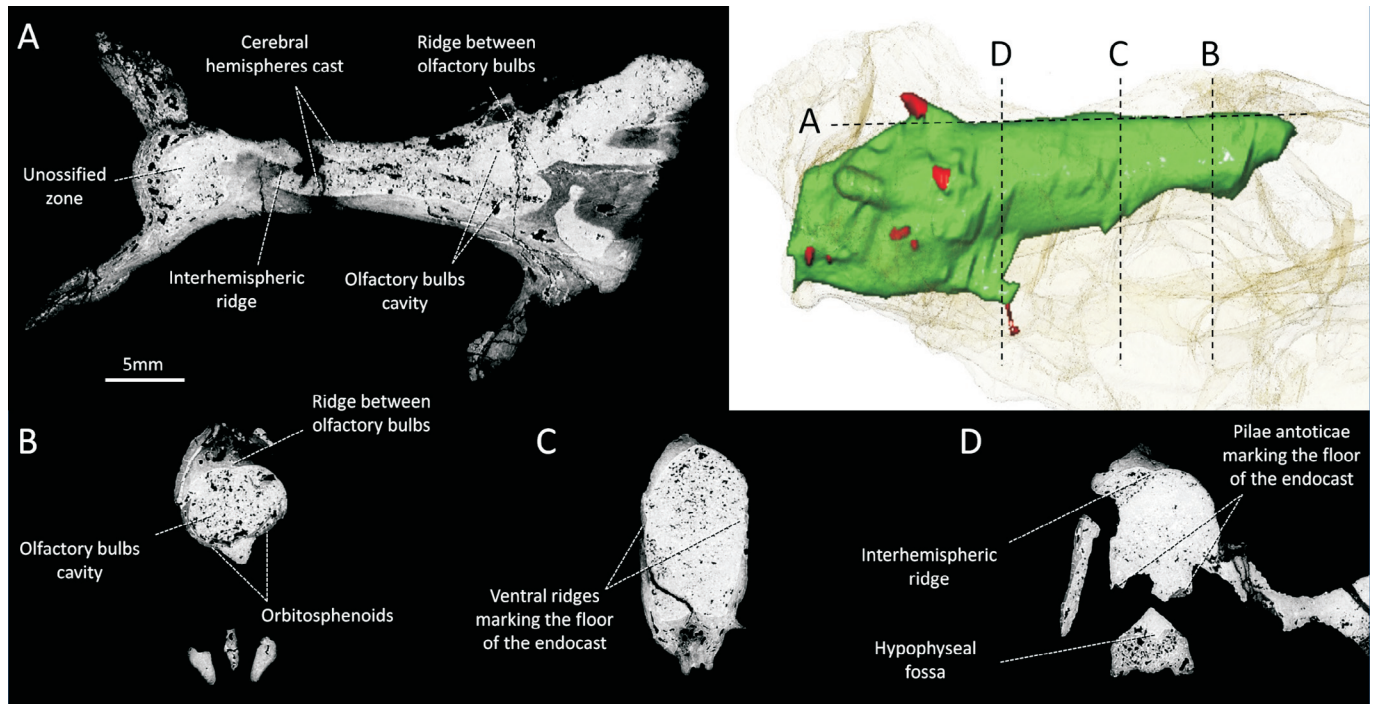 A
Cerebral
hemispheres cast
Ridge between
olfactory bulbs
Unossified
zone
Interhemispheric
ridge
Olfactory bulbs
cavity
5mm
D
C
B
A
B
Ridge between
olfactory bulbs
Olfactory bulbs
cavity
Orbitosphenoids
C
Ventral ridges
marking the floor
of the endocast
D
Pilae antoticae
marking the floor
of the endocast
Interhemispheric
ridge
Hypophyseal
fossa